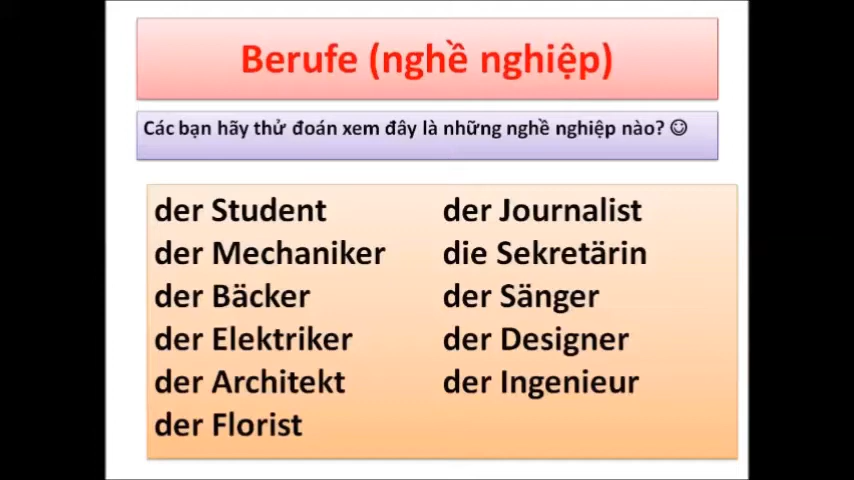 Berufe (nghề nghiệp)
Các bạn hãy thử đoán xem đây là những nghề nghiệp nào? ☺
der Student
der Mechaniker
der Bäcker
der Elektriker
der Architekt
der Florist
der Journalist
die Sekretärin
der Sänger
der Designer
der Ingenieur